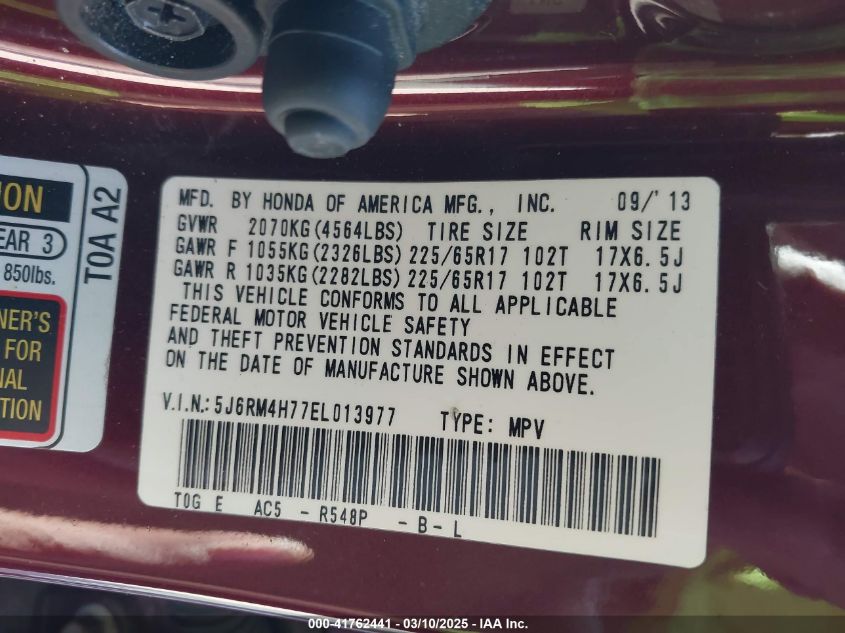 ION
EAR 3
850lbs.
NER'S
FOR
NAL
TION
T0A A2
MFD. BY HONDA OF AMERICA MFG., INC. 09/'13
GVWR 2070KG(4564LBS) TIRE SIZE RIM SIZE
GAWR F 1055KG(2326LBS) 225/65R17 102T 17X6.5J
GAWR R 1035KG(2282LBS) 225/65R17 102T 17X6.5J
THIS VEHICLE CONFORMS TO ALL APPLICABLE
FEDERAL MOTOR VEHICLE SAFETY
AND THEFT PREVENTION STANDARDS IN EFFECT
ON THE DATE OF MANUFACTURE SHOWN ABOVE.
V.I.N.: 5J6RM4H77EL013977 TYPE: MPV
T0G E AC5 - R548P - B - L
000-41762441 - 03/10/2025 - IAA Inc.